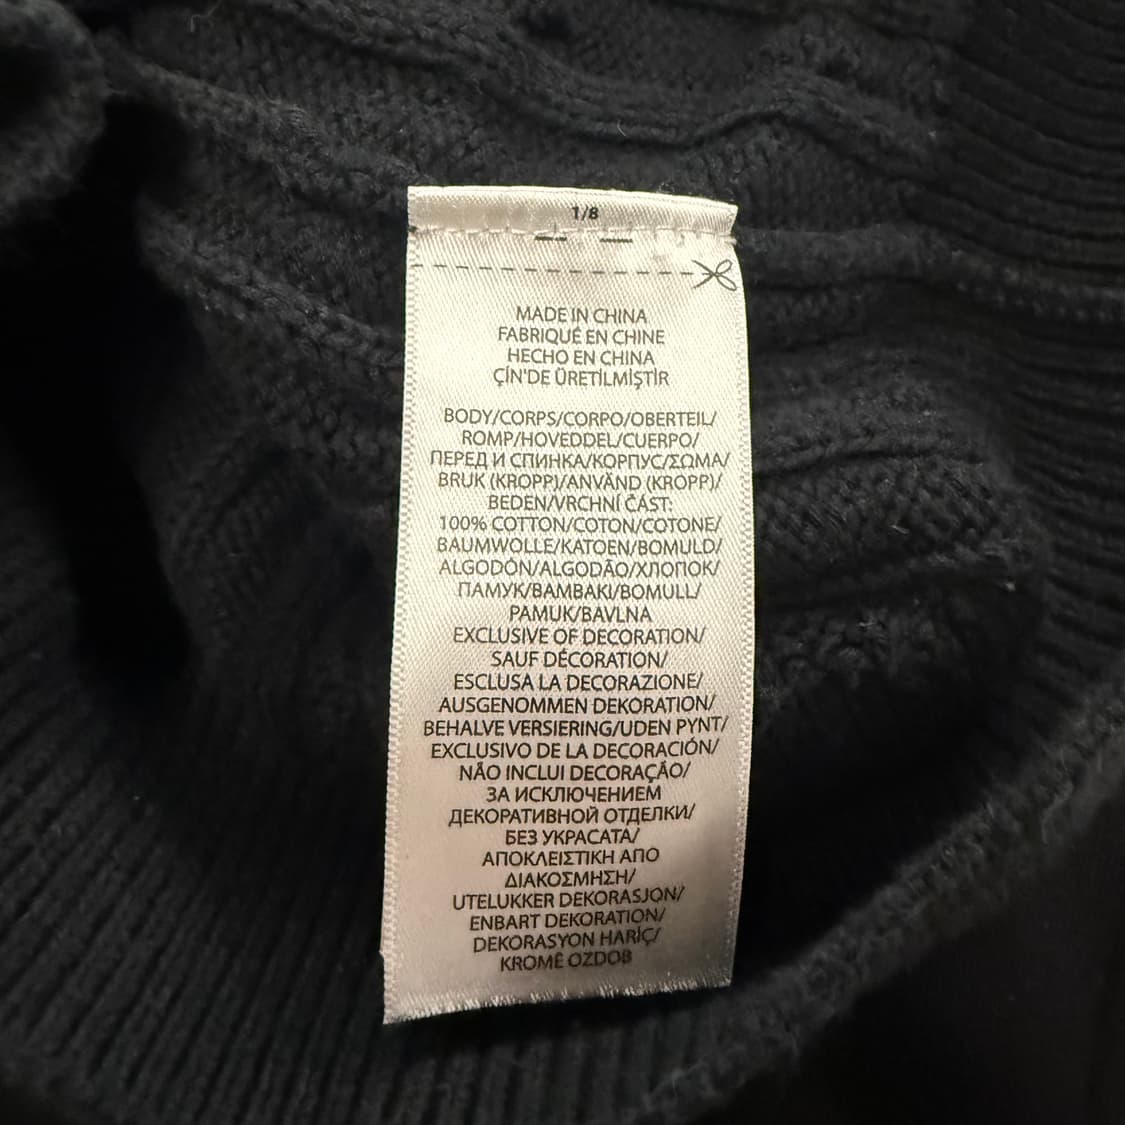 1/8
MADE IN CHINA
FABRIQUÉ EN CHINE
HECHO EN CHINA
ÇİN'DE ÜRETİLMİŞTİR
BODY/CORPS/CORPO/OBERTEIL/
ROMP/HOVEDDEL/CUERPO/
ПЕРЕД И СПИНКА/КОРПУС/ΣΩΜΑ/
BRUK (KROPP)/ANVÄND (KROPP)/
BEDEN/VRCHNÍ ČÁST:
100% COTTON/COTON/COTONE/
BAUMWOLLE/KATOEN/BOMULD/
ALGODÓN/ALGODÃO/ХЛОПОК/
ПАМУК/ΒΑΜΒΑΚΙ/BOMULL/
PAMUK/BAVLNA
EXCLUSIVE OF DECORATION/
SAUF DÉCORATION/
ESCLUSA LA DECORAZIONE/
AUSGENOMMEN DEKORATION/
BEHALVE VERSIERING/UDEN PYNT/
EXCLUSIVO DE LA DECORACIÓN/
NÃO INCLUI DECORAÇÃO/
ЗА ИСКЛЮЧЕНИЕМ
ДЕКОРАТИВНОЙ ОТДЕЛКИ/
БЕЗ УКРАСАТА/
ΑΠΟΚΛΕΙΣΤΙΚΗ ΑΠΟ
ΔΙΑΚΟΣΜΗΣΗ/
UTELUKKER DEKORASJON/
ENBART DEKORATION/
DEKORASYON HARİÇ/
KROMĚ OZDOB